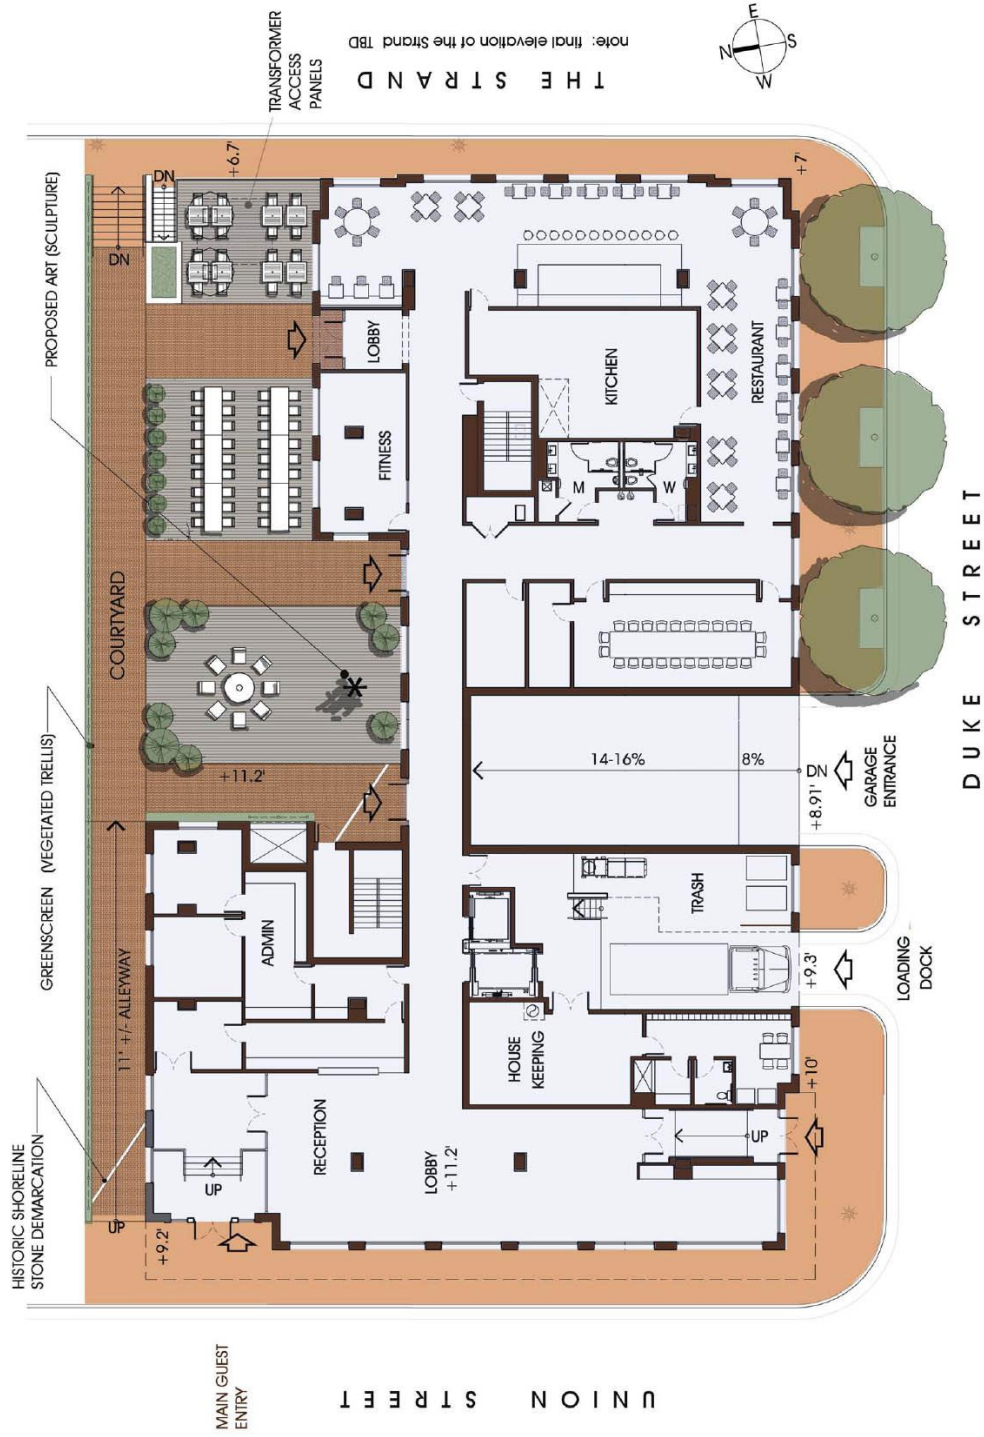 THE STRAND
note: final elevation of the Strand TBD
N
E
S
W
TRANSFORMER
ACCESS
PANELS
PROPOSED ART (SCULPTURE)
GREENSCREEN (VEGETATED TRELLIS)
HISTORIC SHORELINE
STONE DEMARCATION
MAIN GUEST
ENTRY
UNION STREET
DUKE STREET
DN
DN
+6.7'
+7'
COURTYARD
+11.2'
11' +/- ALLEYWAY
UP
+9.2'
UP
LOBBY
FITNESS
KITCHEN
RESTAURANT
M
W
ADMIN
RECEPTION
LOBBY
+11.2'
HOUSE
KEEPING
TRASH
14-16%
8%
DN
+8.91'
GARAGE
ENTRANCE
+9.3'
LOADING
DOCK
+10'
UP